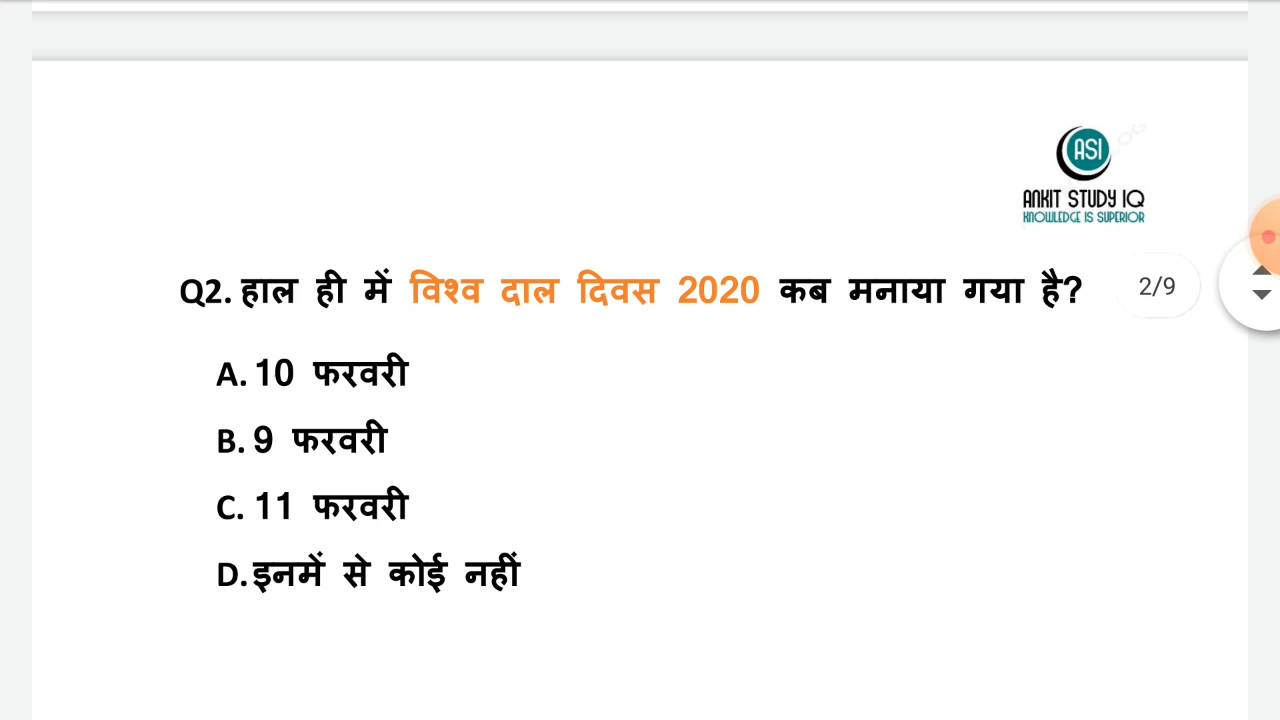 ASI
ANKIT STUDY IQ
KNOWLEDGE IS SUPERIOR
Q2. हाल ही में विश्व दाल दिवस 2020 कब मनाया गया है?
2/9
A. 10 फरवरी
B. 9 फरवरी
C. 11 फरवरी
D. इनमें से कोई नहीं